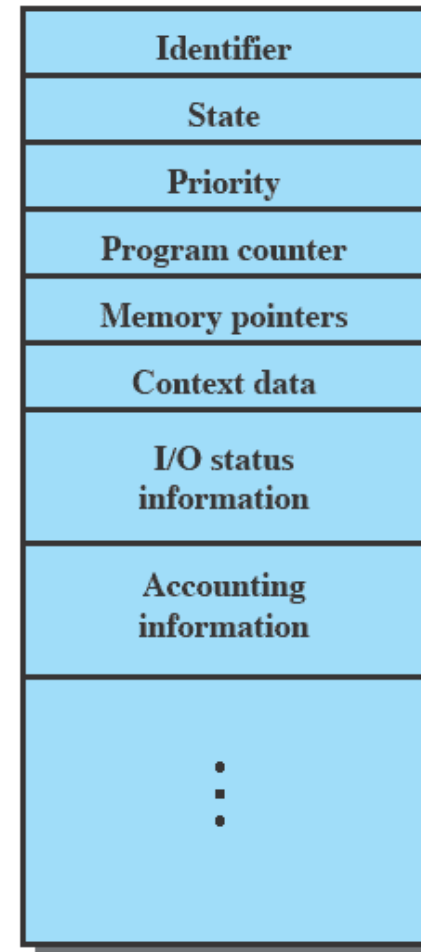 Identifier
State
Priority
Program counter
Memory pointers
Context data
I/O status
information
Accounting
information